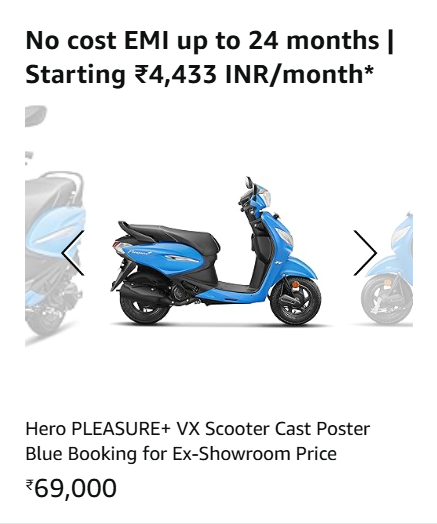 No cost EMI up to 24 months |
Starting ₹4,433 INR/month*
Hero PLEASURE+ VX Scooter Cast Poster
Blue Booking for Ex-Showroom Price
₹69,000